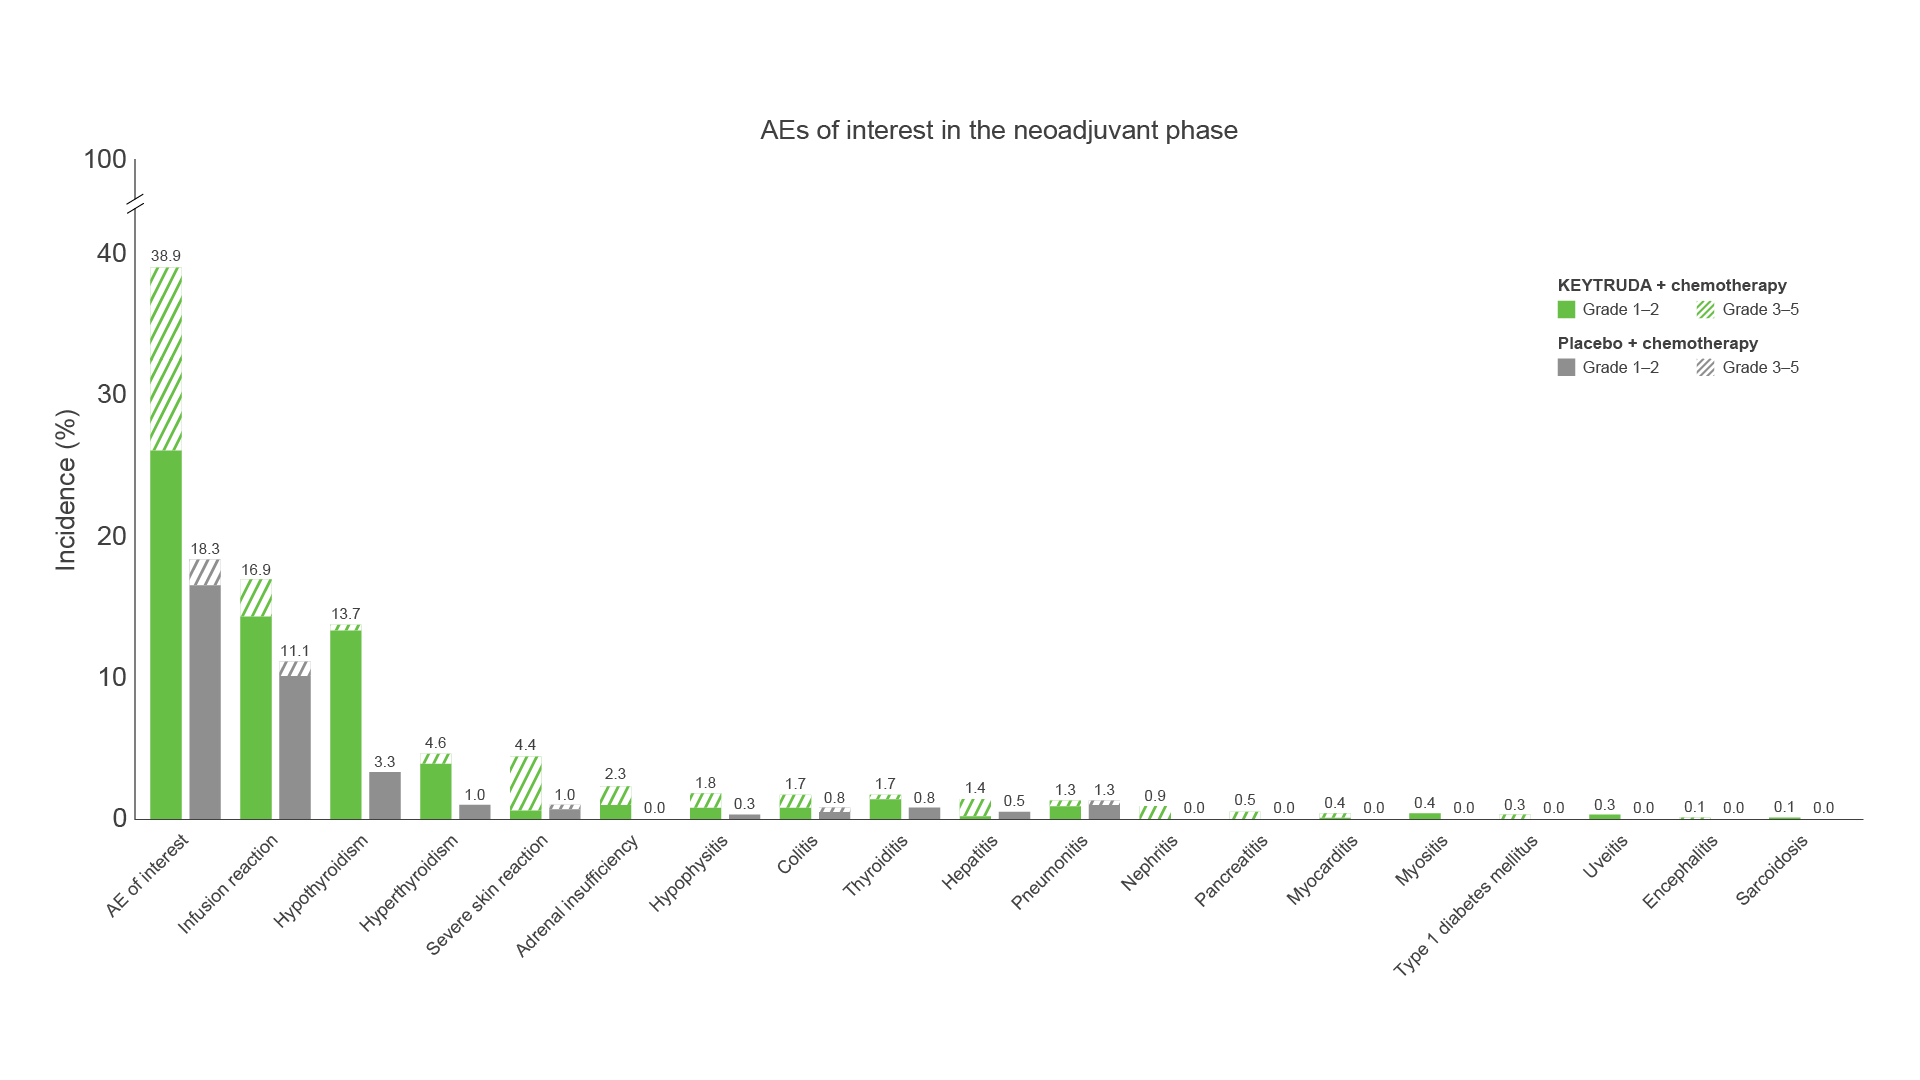 AEs of interest in the neoadjuvant phase
100
40
30
20
10
0
Incidence (%)
KEYTRUDA + chemotherapy
Grade 1–2 Grade 3–5
Placebo + chemotherapy
Grade 1–2 Grade 3–5
38.9 18.3
16.9 11.1
13.7 3.3
4.6 1.0
4.4 1.0
2.3 0.0
1.8 0.3
1.7 0.8
1.7 0.8
1.4 0.5
1.3 1.3
0.9 0.0
0.5 0.0
0.4 0.0
0.4 0.0
0.3 0.0
0.3 0.0
0.1 0.0
0.1 0.0
AE of interest
Infusion reaction
Hypothyroidism
Hyperthyroidism
Severe skin reaction
Adrenal insufficiency
Hypophysitis
Colitis
Thyroiditis
Hepatitis
Pneumonitis
Nephritis
Pancreatitis
Myocarditis
Myositis
Type 1 diabetes mellitus
Uveitis
Encephalitis
Sarcoidosis